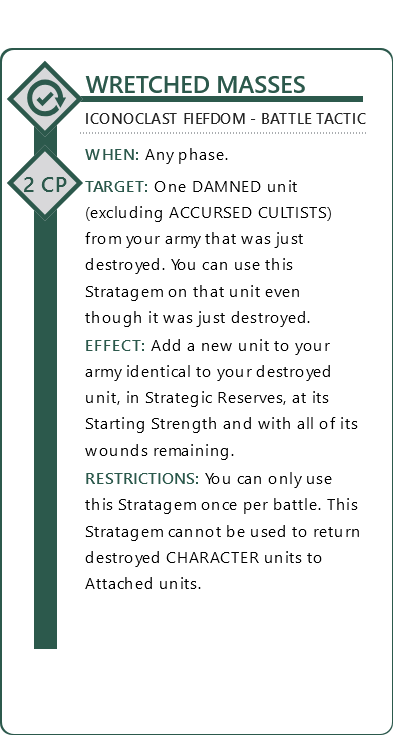 WRETCHED MASSES
ICONOCLAST FIEFDOM - BATTLE TACTIC
WHEN: Any phase.
2 CP
TARGET: One DAMNED unit
(excluding ACCURSED CULTISTS)
from your army that was just
destroyed. You can use this
Stratagem on that unit even
though it was just destroyed.
EFFECT: Add a new unit to your
army identical to your destroyed
unit, in Strategic Reserves, at its
Starting Strength and with all of its
wounds remaining.
RESTRICTIONS: You can only use
this Stratagem once per battle. This
Stratagem cannot be used to return
destroyed CHARACTER units to
Attached units.